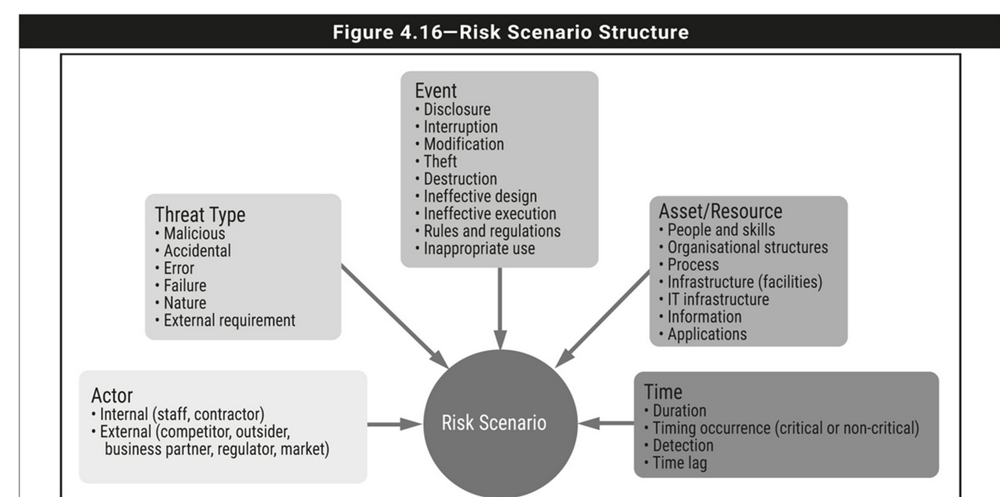 Figure 4.16—Risk Scenario Structure
Event
• Disclosure
• Interruption
• Modification
• Theft
• Destruction
• Ineffective design
• Ineffective execution
• Rules and regulations
• Inappropriate use
Threat Type
• Malicious
• Accidental
• Error
• Failure
• Nature
• External requirement
Asset/Resource
• People and skills
• Organisational structures
• Process
• Infrastructure (facilities)
• IT infrastructure
• Information
• Applications
Actor
• Internal (staff, contractor)
• External (competitor, outsider,
business partner, regulator, market)
Risk Scenario
Time
• Duration
• Timing occurrence (critical or non-critical)
• Detection
• Time lag